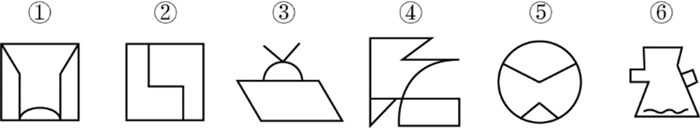 ① ② ③ ④ ⑤ ⑥